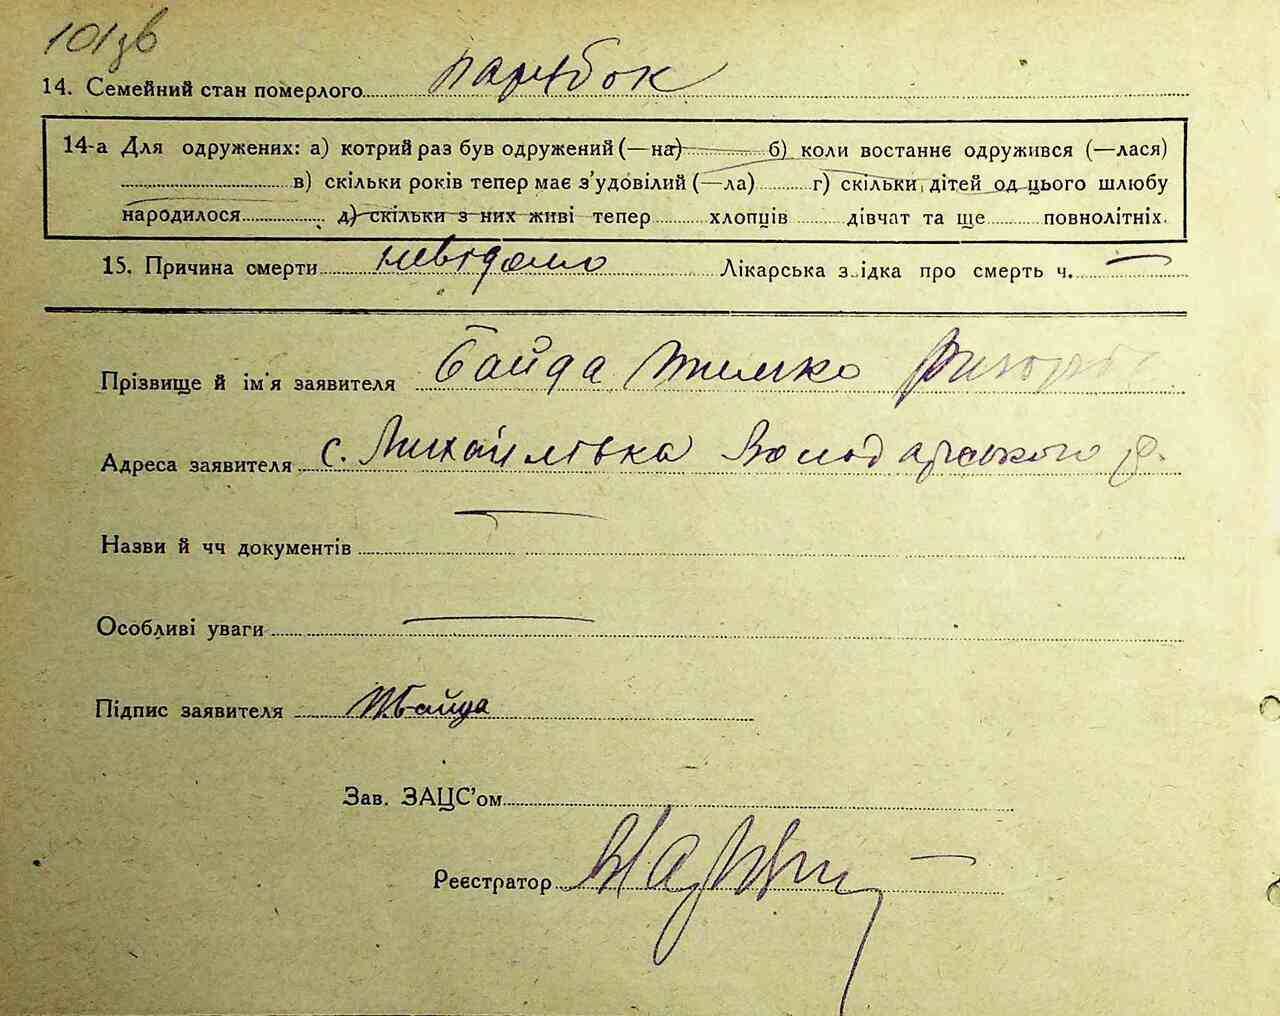 101зв
14. Семейний стан померлого парубок
14-а Для одружених: а) котрий раз був одружений (—на) б) коли востаннє одружився (—лася)
в) скільки років тепер має з'удовілий (—ла) г) скільки дітей од цього шлюбу
народилося д) скільки з них живі тепер хлопців дівчат та ще повнолітніх.
15. Причина смерти невідомо Лікарська з ідка про смерть ч. —
Прізвище й ім'я заявителя Байда Тимко
Адреса заявителя с. Михайлівка Володарського р.
Назви й чч документів —
Особливі уваги —
Підпис заявителя Т. Байда
Зав. ЗАЦС'ом
Реєстратор